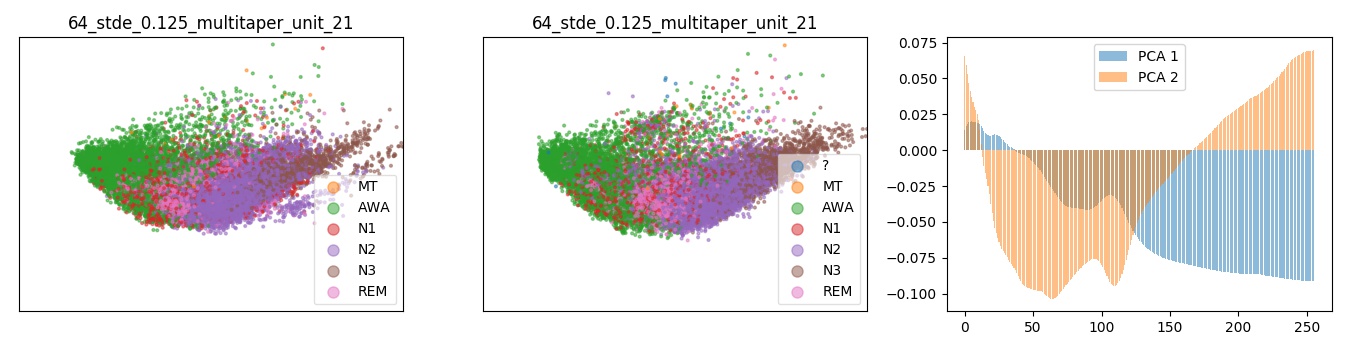 64_stde_0.125_multitaper_unit_21
MT
AWA
N1
N2
N3
REM
64_stde_0.125_multitaper_unit_21
?
MT
AWA
N1
N2
N3
REM
PCA 1
PCA 2
0.075
0.050
0.025
0.000
−0.025
−0.050
−0.075
−0.100
0
50
100
150
200
250